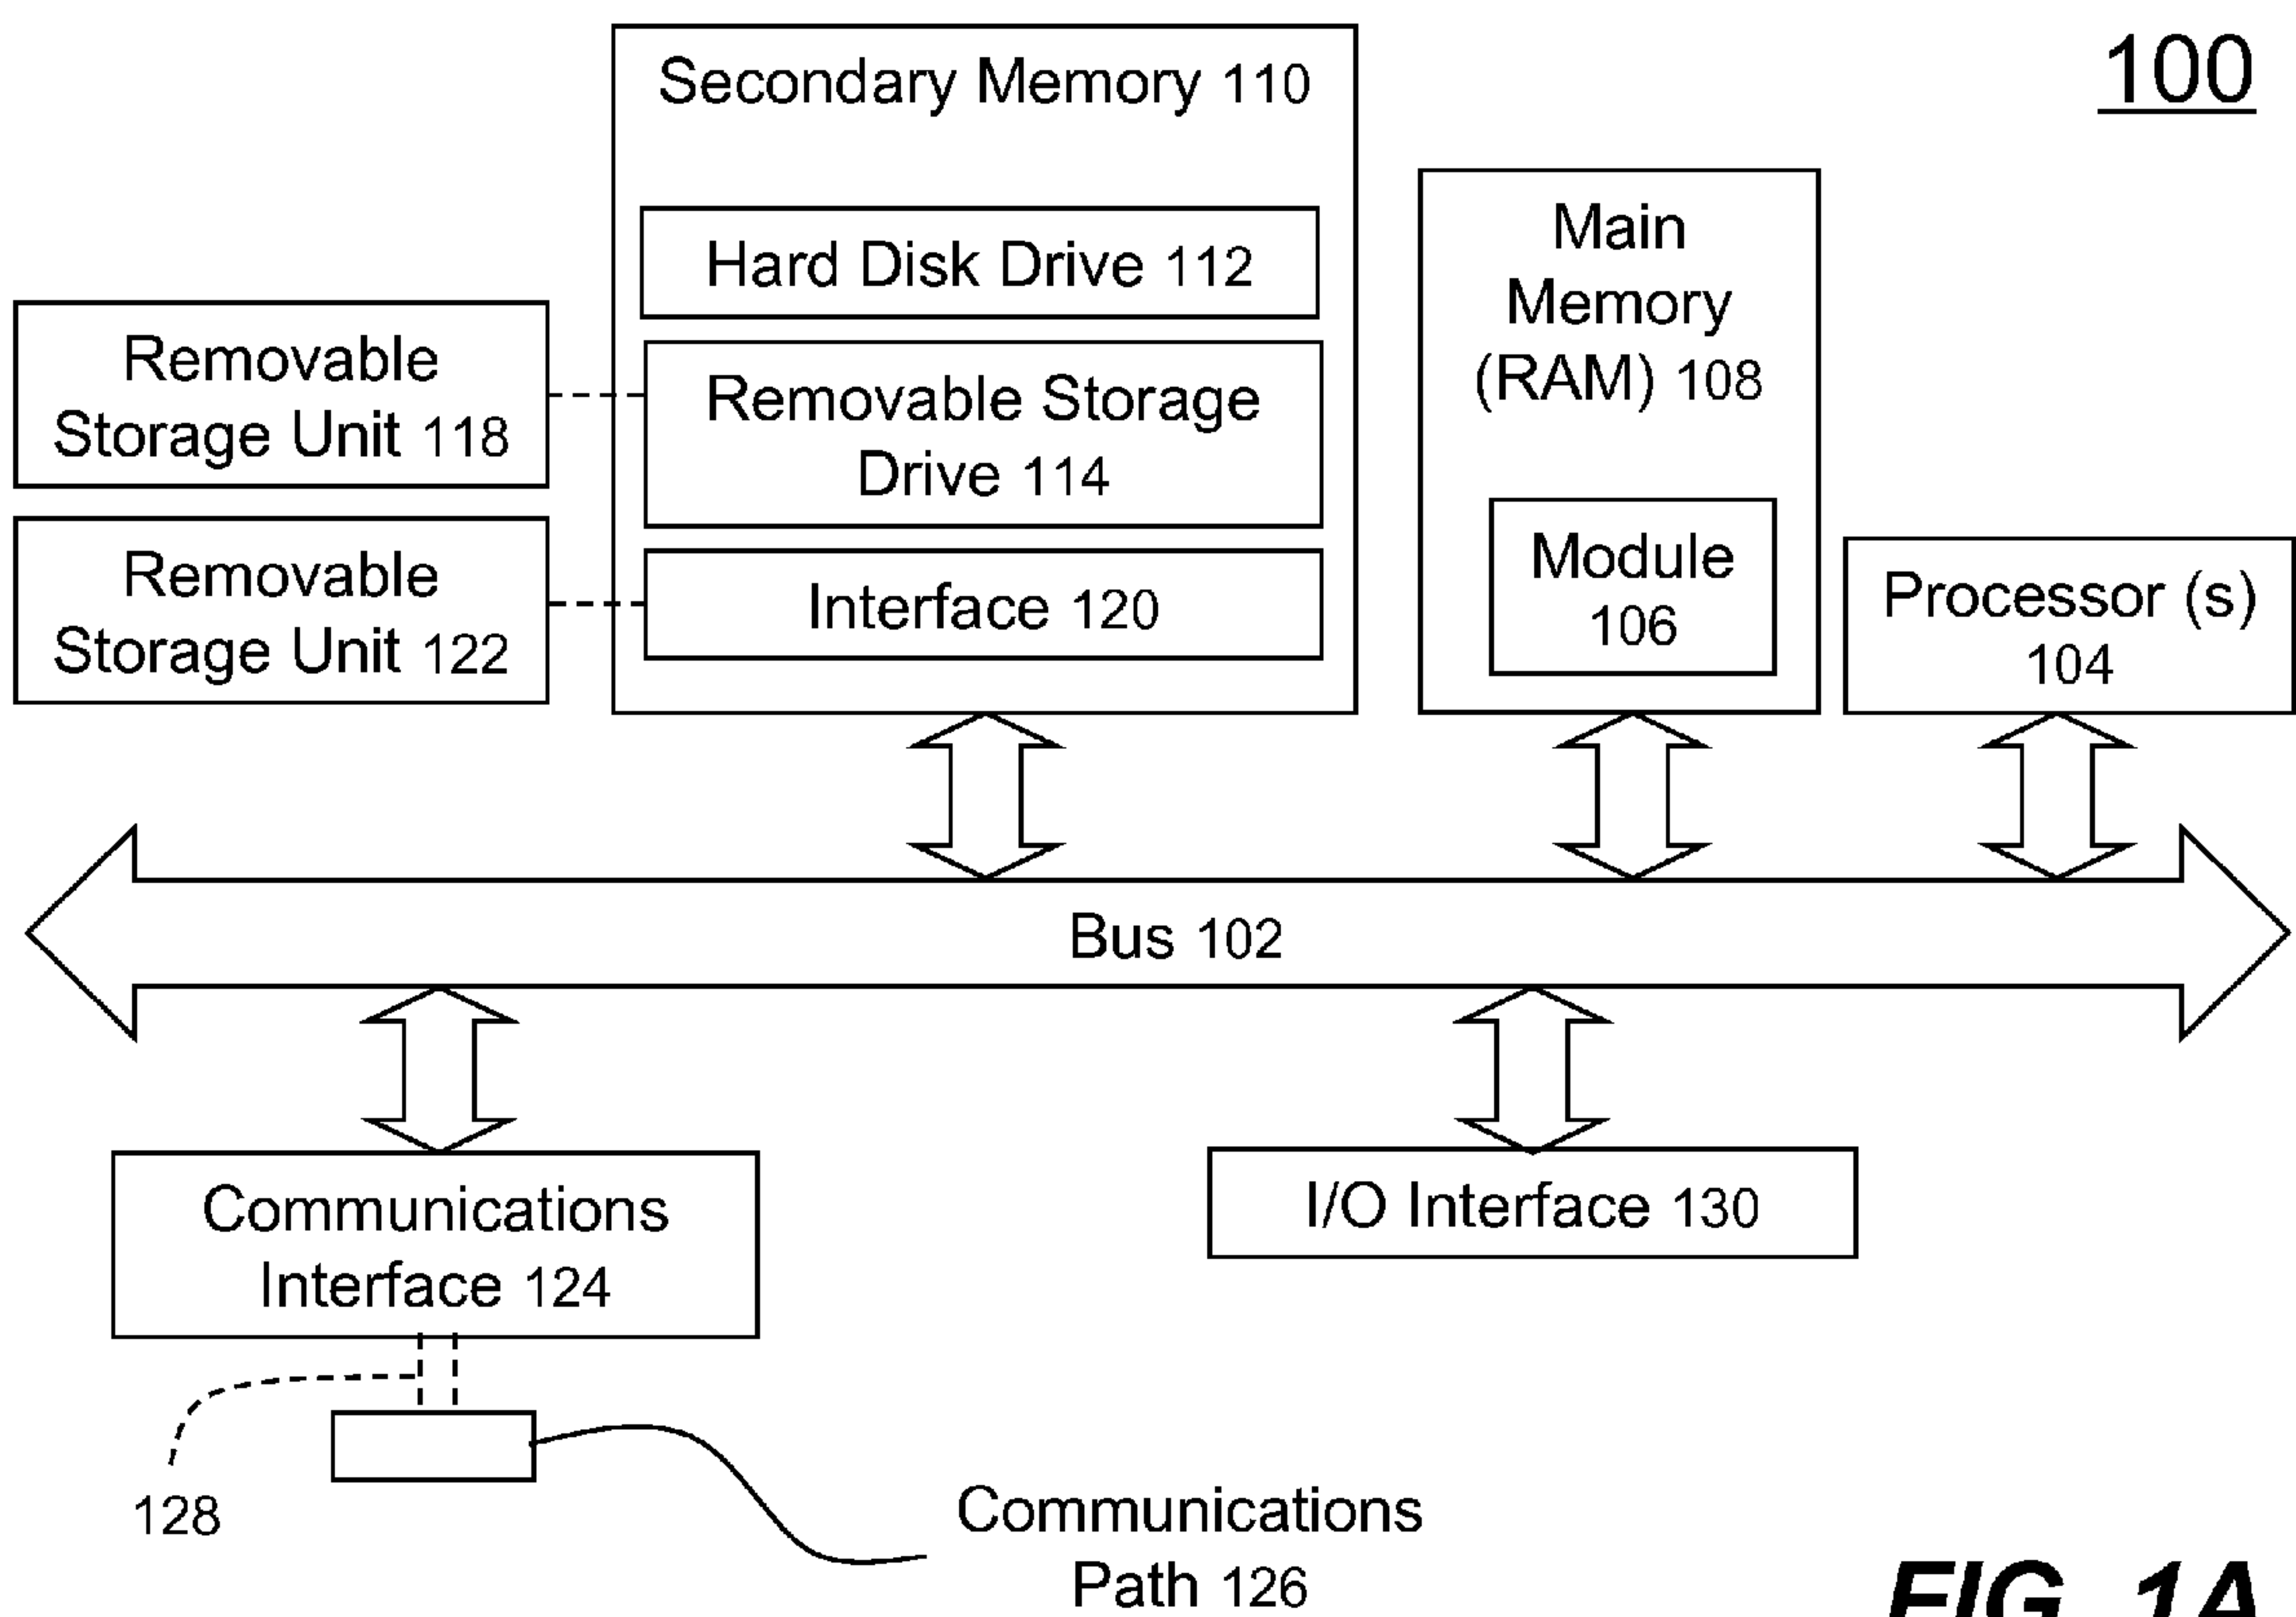 100
Secondary Memory 110
Hard Disk Drive 112
Removable Storage
Drive 114
Interface 120
Removable
Storage Unit 118
Removable
Storage Unit 122
Main
Memory
(RAM) 108
Module
106
Processor (s)
104
Bus 102
Communications
Interface 124
I/O Interface 130
128
Communications
Path 126
FIG. 1A